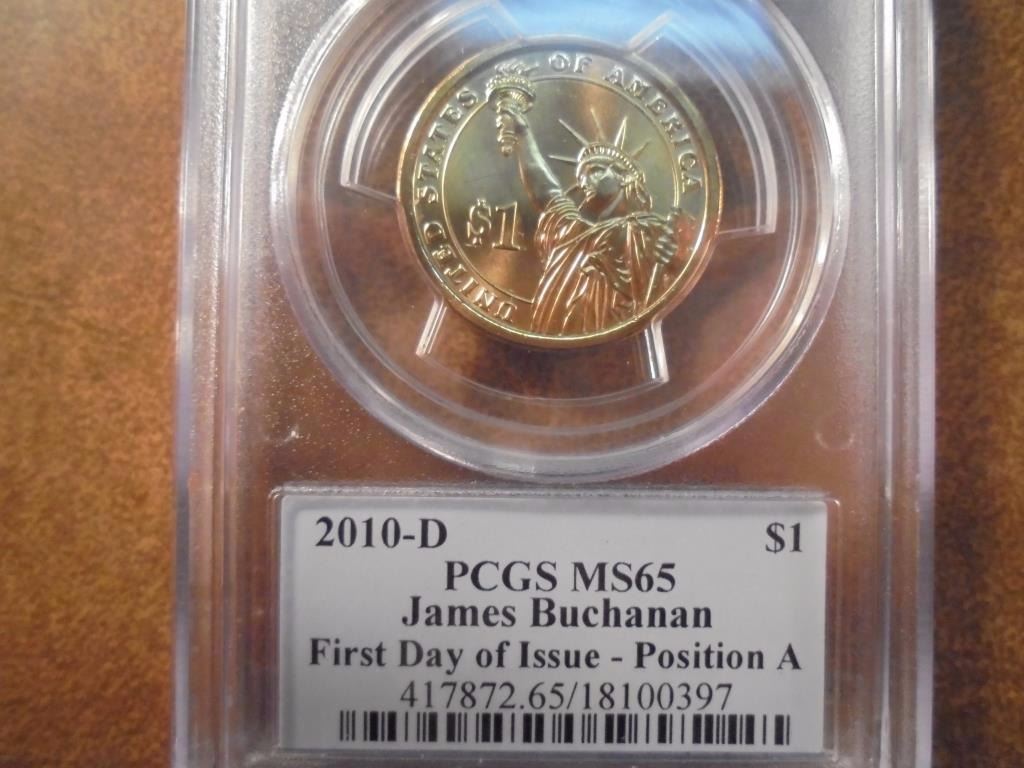 UNITED STATES OF AMERICA
$1
2010-D $1
PCGS MS65
James Buchanan
First Day of Issue - Position A
417872.65/18100397